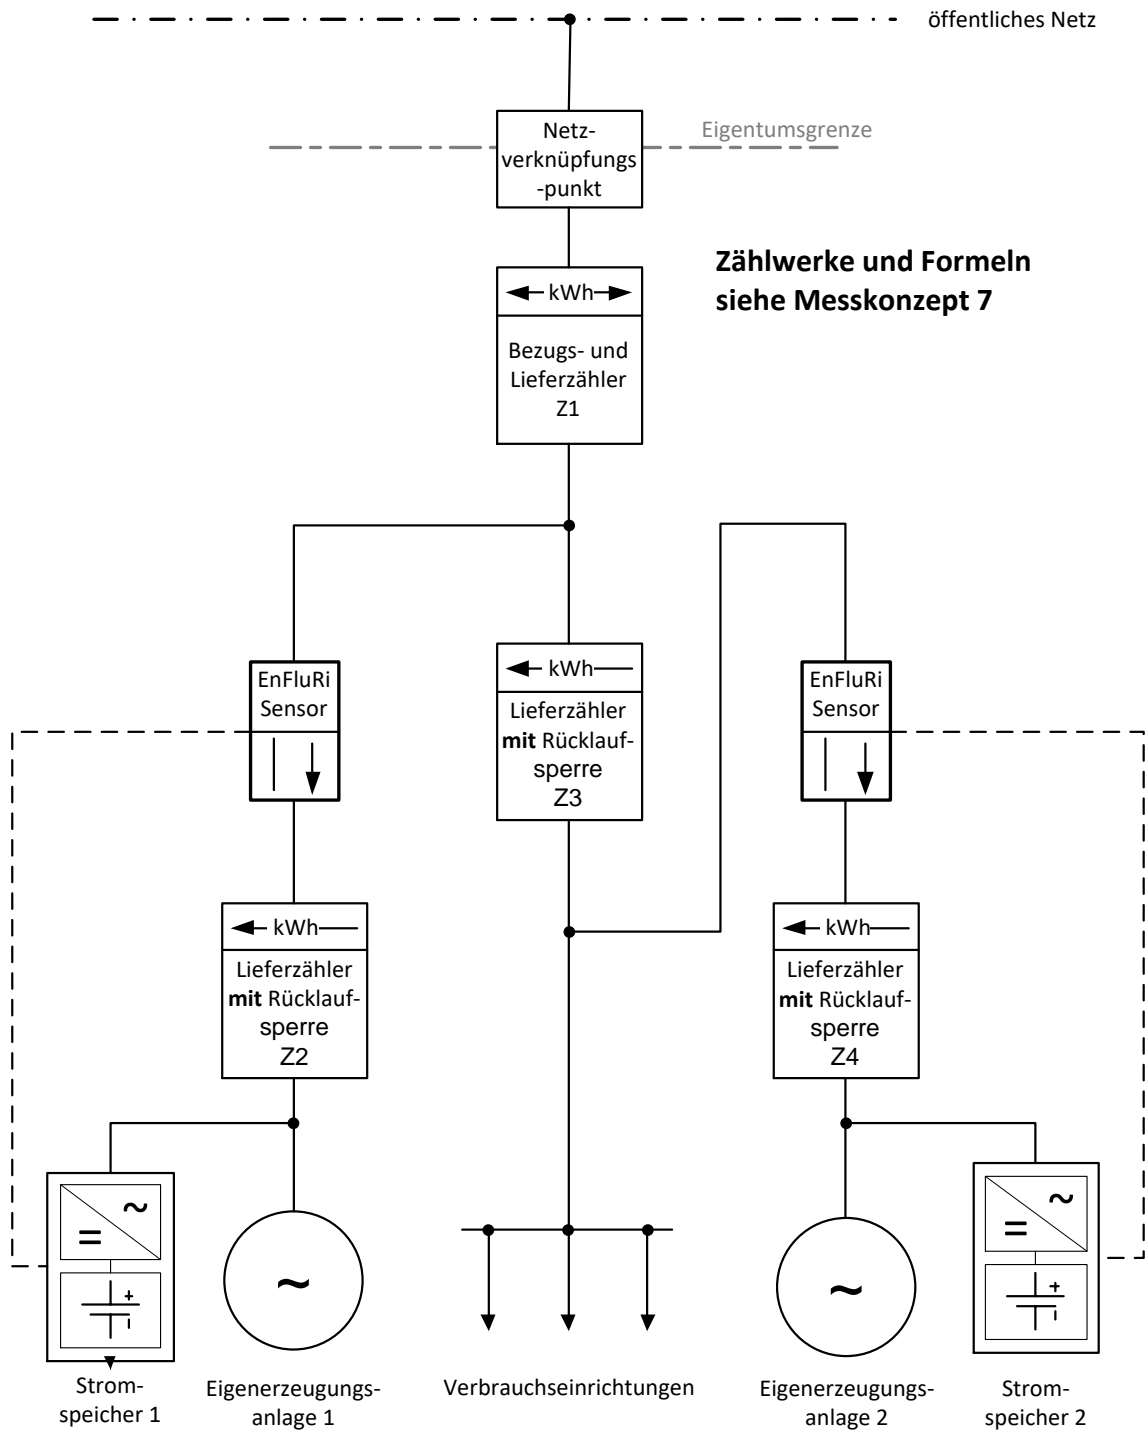 öffentliches Netz
Eigentumsgrenze
Netz-
verknüpfungs
-punkt
Zählwerke und Formeln
siehe Messkonzept 7
kWh
Bezugs- und
Lieferzähler
Z1
EnFluRi
Sensor
kWh
Lieferzähler
mit Rücklauf-
sperre
Z3
EnFluRi
Sensor
kWh
Lieferzähler
mit Rücklauf-
sperre
Z2
kWh
Lieferzähler
mit Rücklauf-
sperre
Z4
~
=
+
-
~
~
~
=
+
-
Strom-
speicher 1
Eigenerzeugungs-
anlage 1
Verbrauchseinrichtungen
Eigenerzeugungs-
anlage 2
Strom-
speicher 2